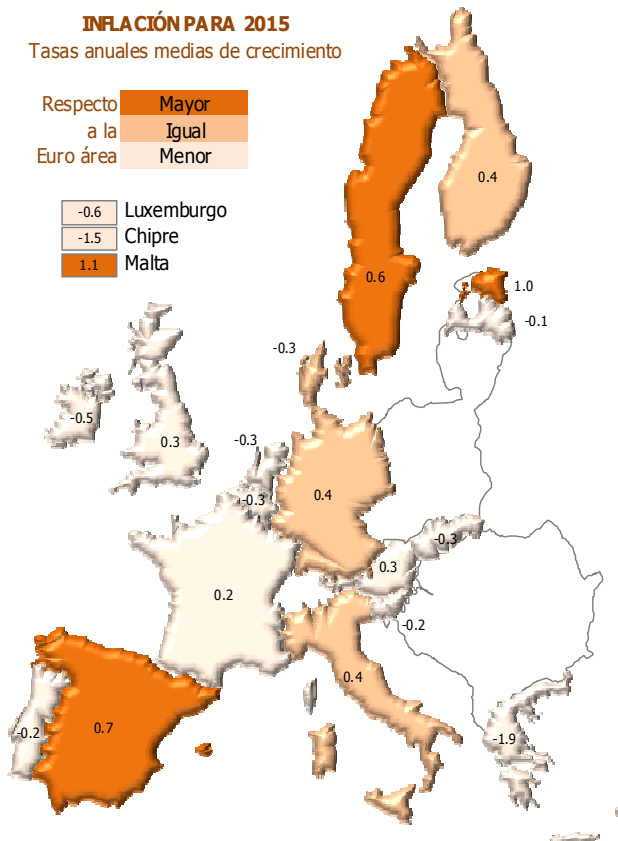 INFLACIÓN PARA 2015
Tasas anuales medias de crecimiento
Respecto
a la
Euro área
Mayor
Igual
Menor
-0.6 Luxemburgo
-1.5 Chipre
1.1 Malta
0.4
0.6
1.0
-0.1
-0.3
-0.5
0.3
-0.3
-0.3
0.4
-0.3
0.3
0.2
-0.2
0.4
-0.2
0.7
-1.9